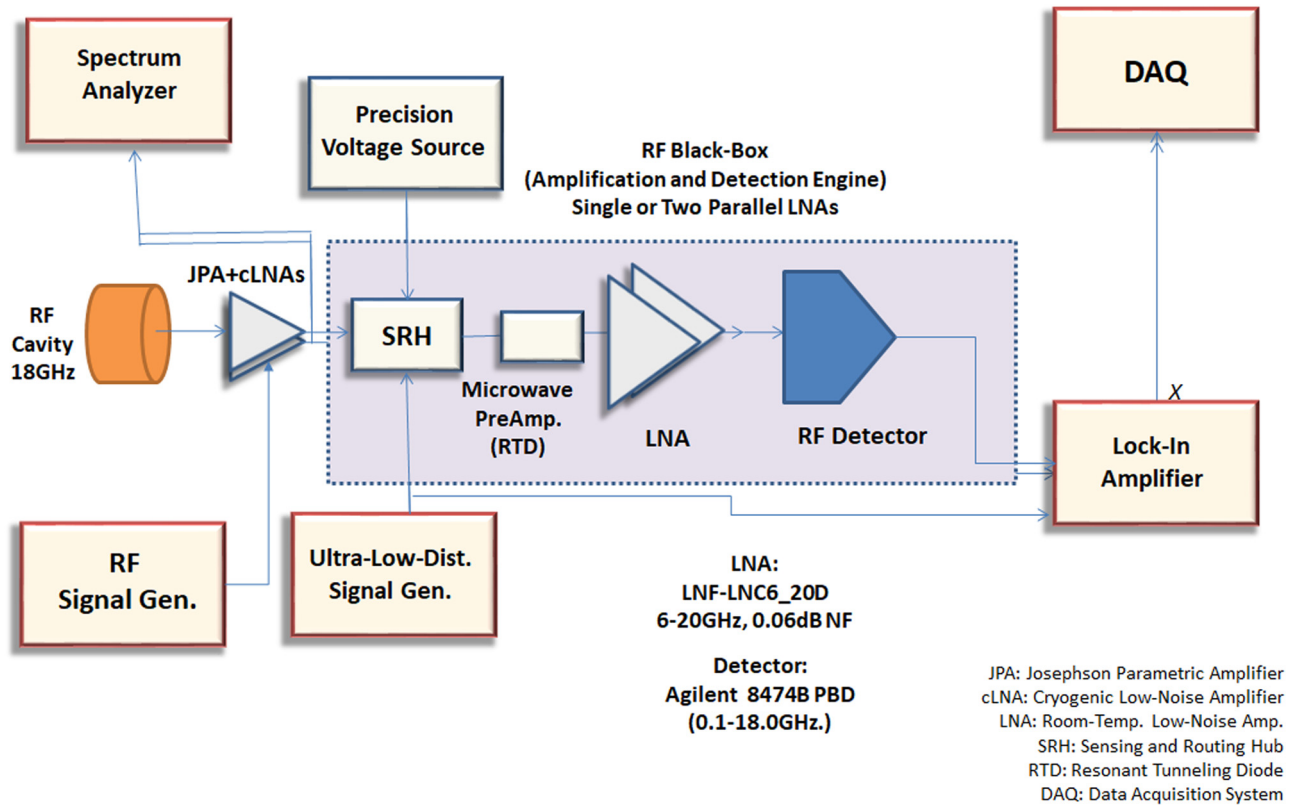 Spectrum
Analyzer
Precision
Voltage Source
DAQ
RF Black-Box
(Amplification and Detection Engine)
Single or Two Parallel LNAs
JPA+cLNAs
RF
Cavity
18GHz
SRH
Microwave
PreAmp.
(RTD)
LNA
RF Detector
X
Lock-In
Amplifier
RF
Signal Gen.
Ultra-Low-Dist.
Signal Gen.
LNA:
LNF-LNC6_20D
6-20GHz, 0.06dB NF
Detector:
Agilent 8474B PBD
(0.1-18.0GHz.)
JPA: Josephson Parametric Amplifier
cLNA: Cryogenic Low-Noise Amplifier
LNA: Room-Temp. Low-Noise Amp.
SRH: Sensing and Routing Hub
RTD: Resonant Tunneling Diode
DAQ: Data Acquisition System